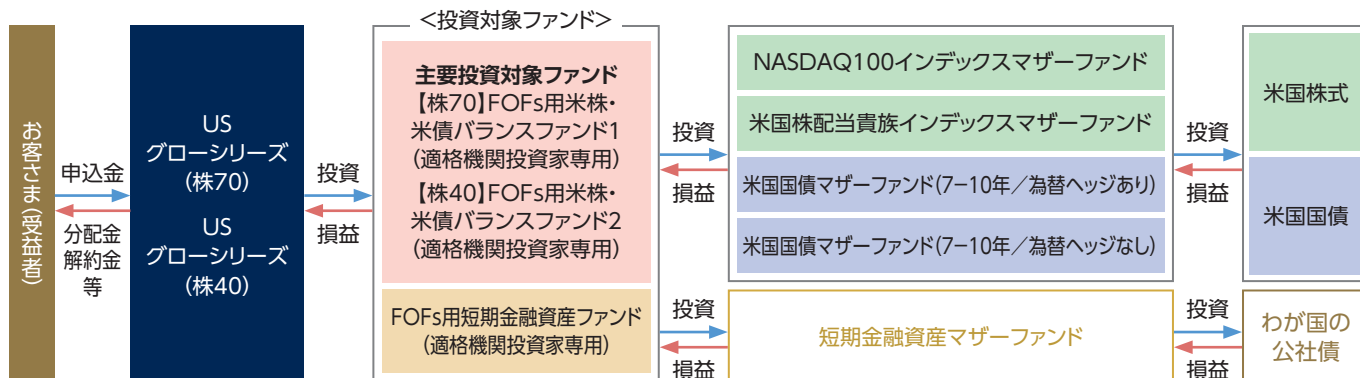 お客さま(受益者)
申込金
分配金
解約金
等
US
グローシリーズ
(株70)
US
グローシリーズ
(株40)
投資
損益
<投資対象ファンド>
主要投資対象ファンド
【株70】FOFs用米株・
米債バランスファンド1
(適格機関投資家専用)
【株40】FOFs用米株・
米債バランスファンド2
(適格機関投資家専用)
FOFs用短期金融資産ファンド
(適格機関投資家専用)
投資
損益
投資
損益
NASDAQ100インデックスマザーファンド
米国株配当貴族インデックスマザーファンド
米国国債マザーファンド(7−10年／為替ヘッジあり)
米国国債マザーファンド(7−10年／為替ヘッジなし)
短期金融資産マザーファンド
投資
損益
投資
損益
米国株式
米国国債
わが国の
公社債